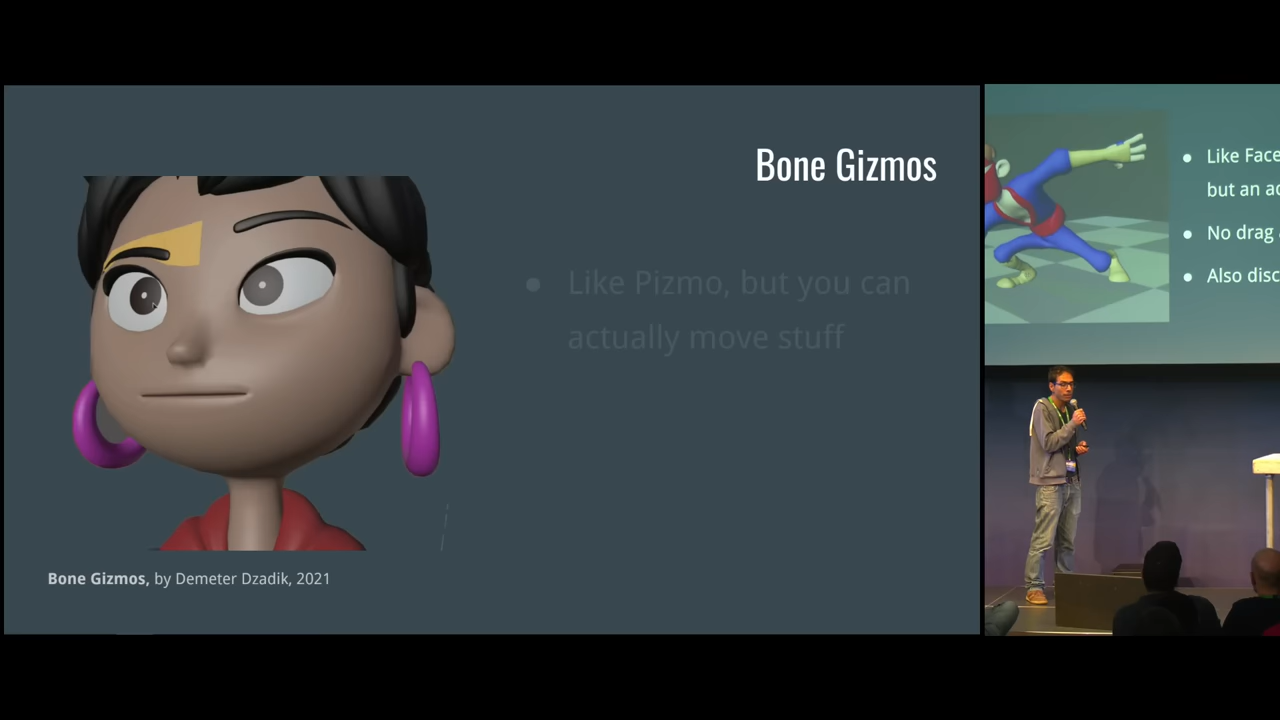 Bone Gizmos
● Like Pizmo, but you can
actually move stuff
Bone Gizmos, by Demeter Dzadik, 2021
● Like Face
but an a
● No drag
● Also disc